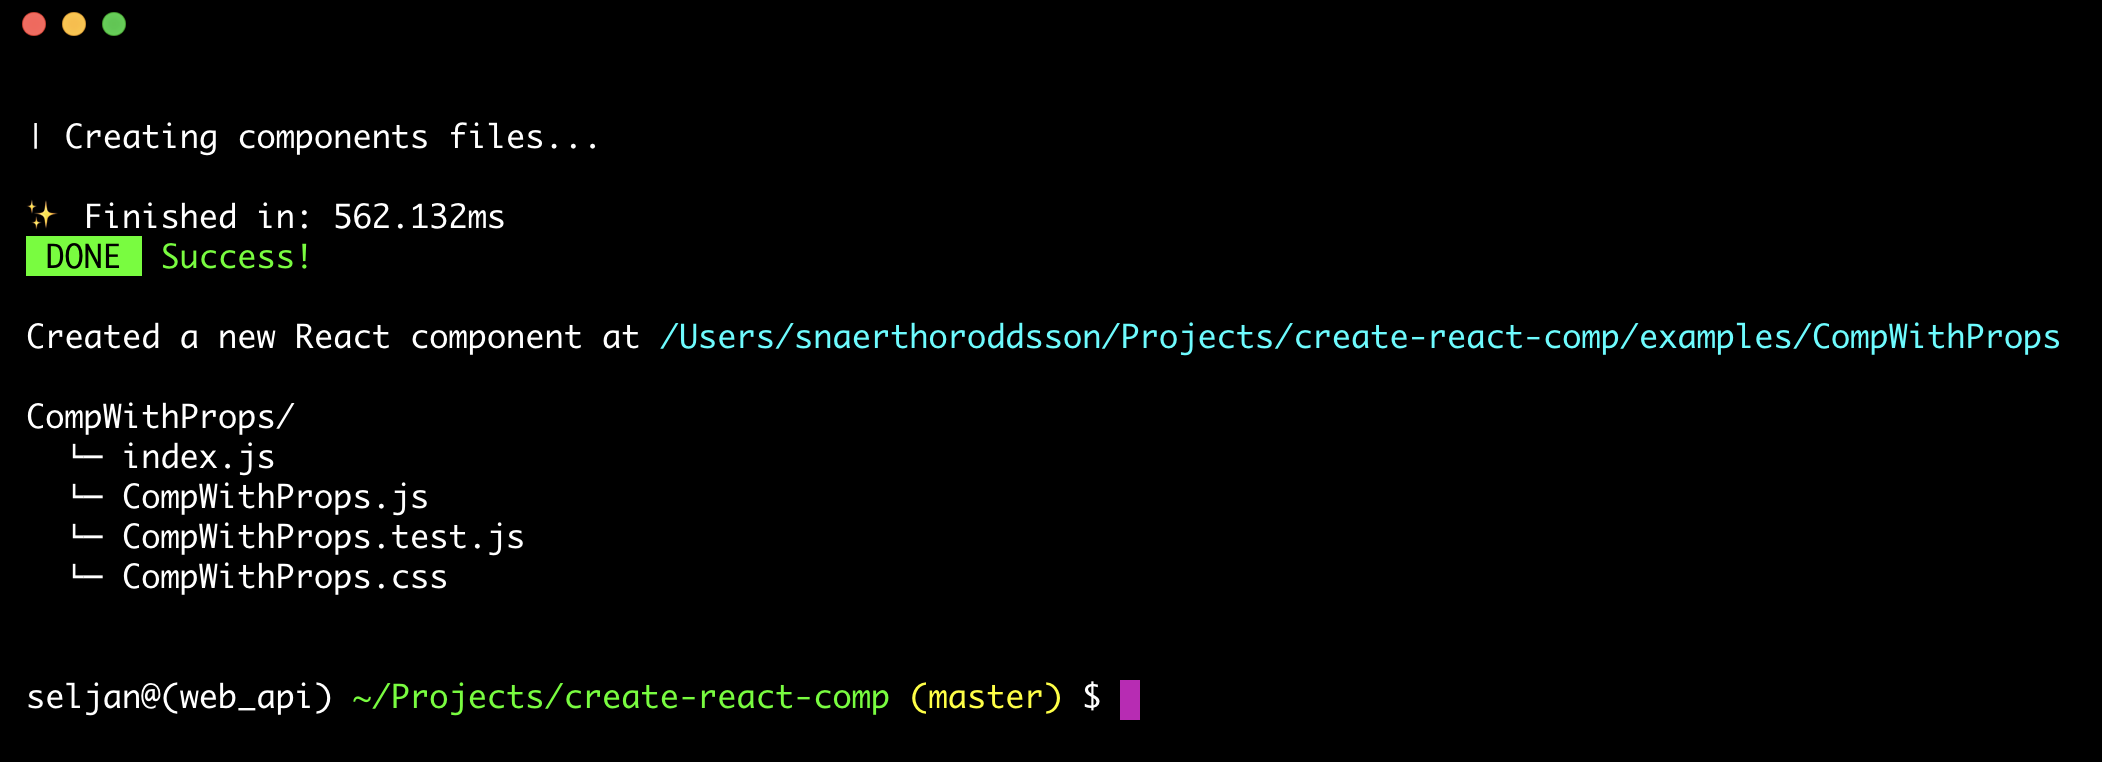 | Creating components files...
✨ Finished in: 562.132ms
DONE Success!
Created a new React component at /Users/snaerthoroddsson/Projects/create-react-comp/examples/CompWithProps
CompWithProps/
└─ index.js
└─ CompWithProps.js
└─ CompWithProps.test.js
└─ CompWithProps.css
seljan@(web_api) ~/Projects/create-react-comp (master) $